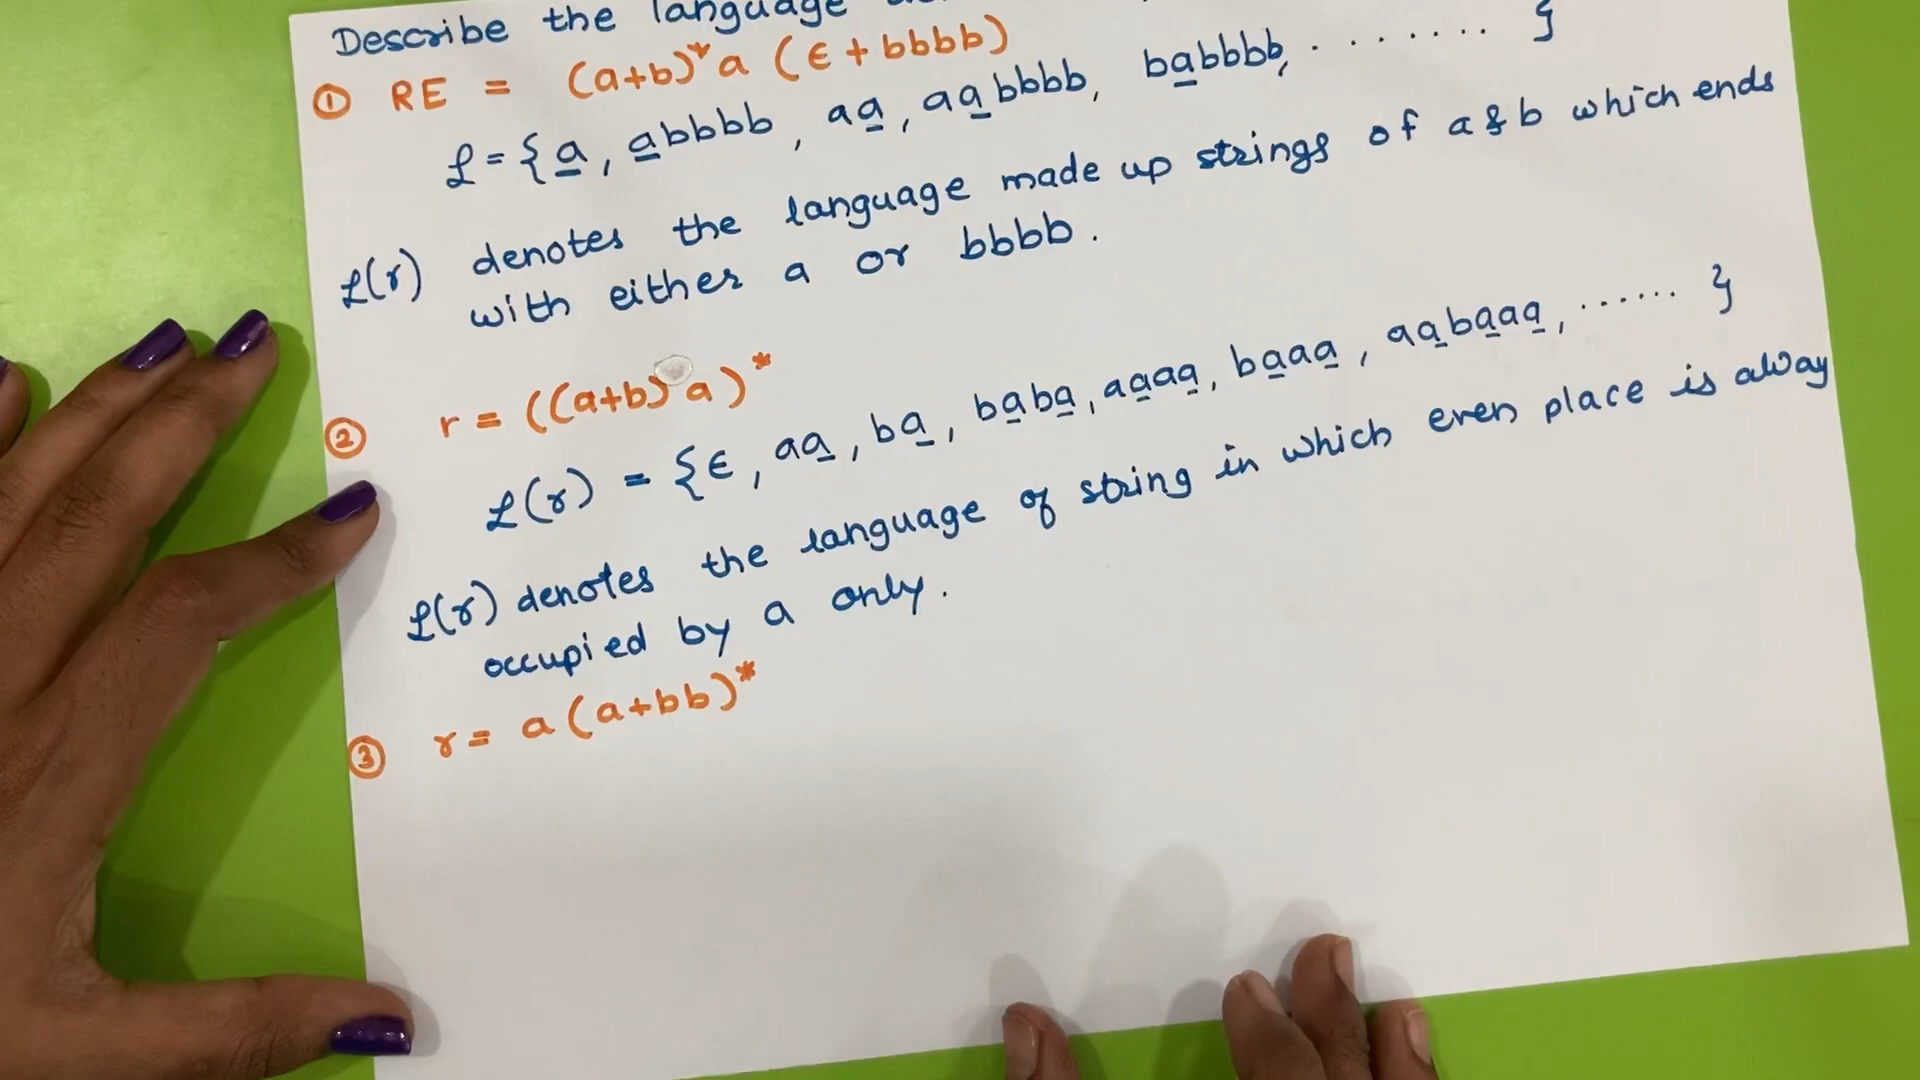 Describe the language
① RE = (a+b)*a (ϵ + bbbb)
ℒ = {a, abbbb, aa, aabbbb, babbbb, ....... }
ℒ(r) denotes the language made up strings of a & b which ends
with either a or bbbb.
② r = ((a+b) a)*
ℒ(r) = {ϵ, aa, ba, baba, aaaa, baaa, aabaaa, ...... }
ℒ(r) denotes the language of string in which even place is alway
occupied by a only.
③ r = a(a+bb)*